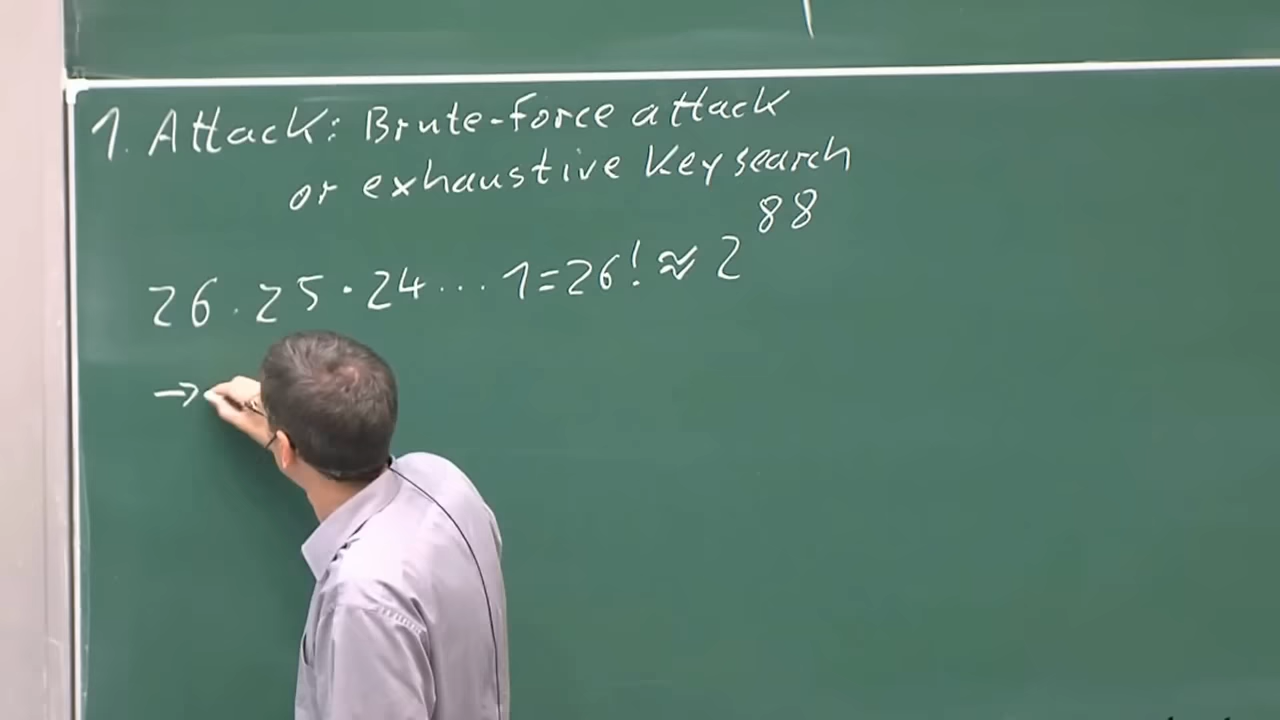 1. Attack: Brute-force attack
or exhaustive key search
26 · 25 · 24 ... 1 = 26! ≈ 2^88
→